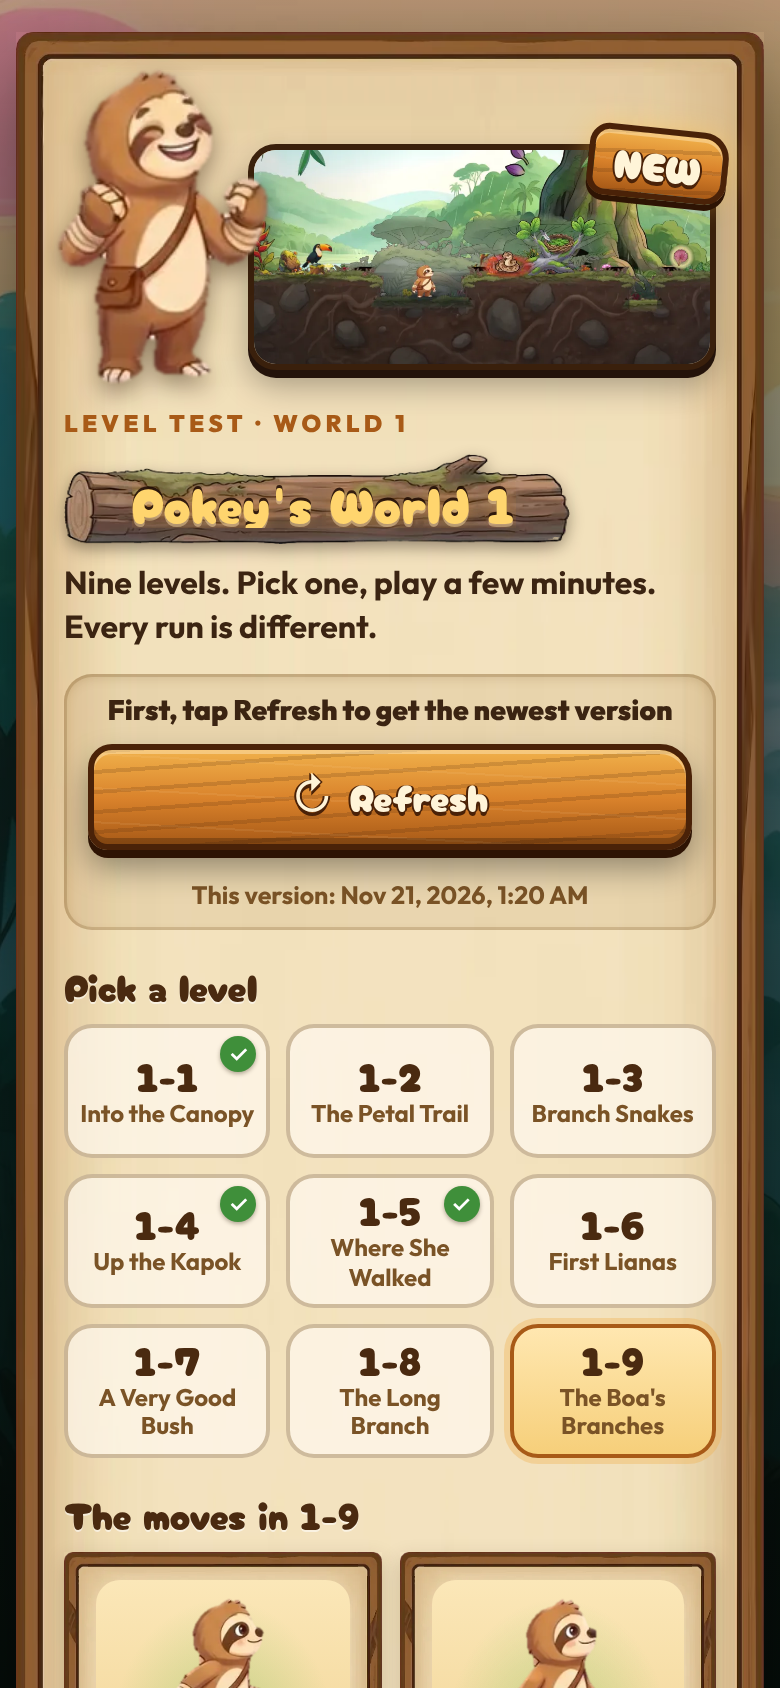 NEW
LEVEL TEST · WORLD 1
Pokey's World 1
Nine levels. Pick one, play a few minutes.
Every run is different.
First, tap Refresh to get the newest version
Refresh
This version: Nov 21, 2026, 1:20 AM
Pick a level
1-1
Into the Canopy
1-2
The Petal Trail
1-3
Branch Snakes
1-4
Up the Kapok
1-5
Where She
Walked
1-6
First Lianas
1-7
A Very Good
Bush
1-8
The Long
Branch
1-9
The Boa's
Branches
The moves in 1-9